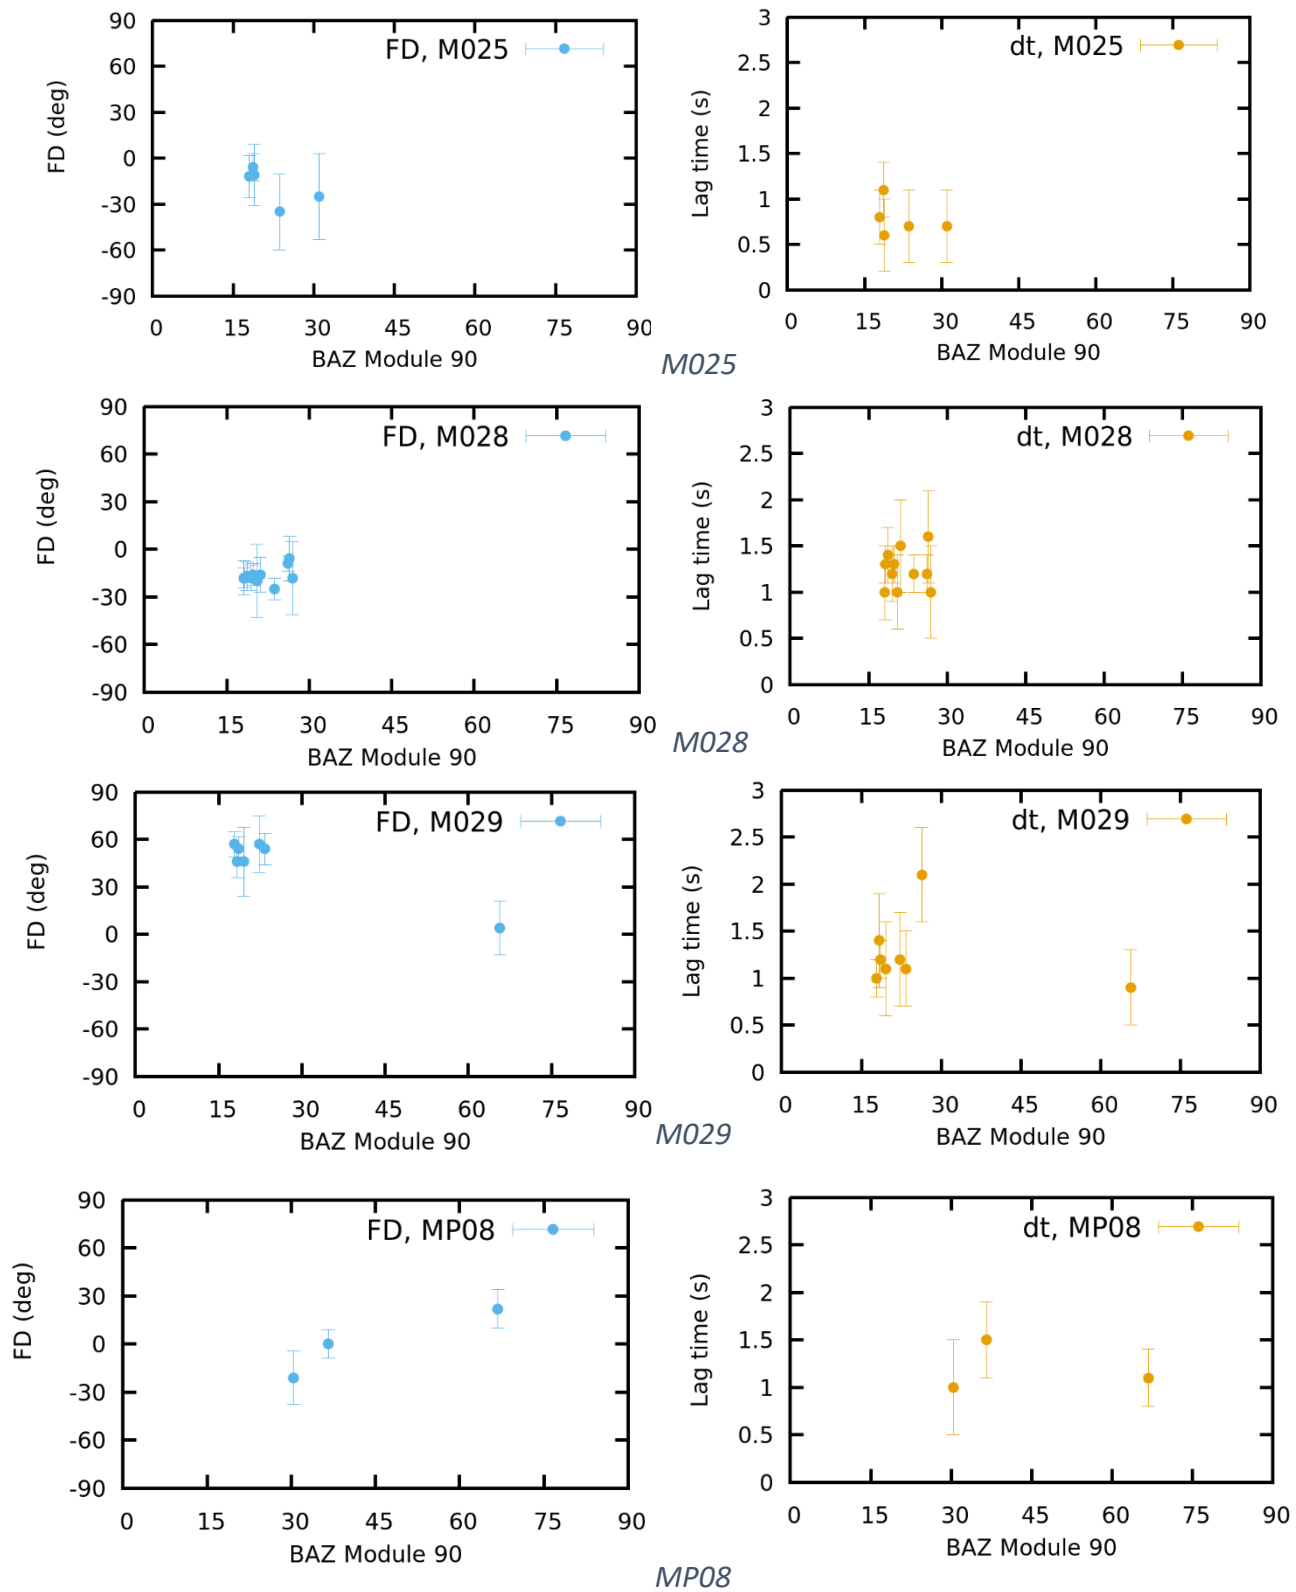 90
60
30
0
-30
-60
-90
FD (deg)
FD, M025
0 15 30 45 60 75 90
BAZ Module 90
3
2.5
2
1.5
1
0.5
0
Lag time (s)
dt, M025
0 15 30 45 60 75 90
BAZ Module 90
M025
90
60
30
0
-30
-60
-90
FD (deg)
FD, M028
0 15 30 45 60 75 90
BAZ Module 90
3
2.5
2
1.5
1
0.5
0
Lag time (s)
dt, M028
0 15 30 45 60 75 90
BAZ Module 90
M028
90
60
30
0
-30
-60
-90
FD (deg)
FD, M029
0 15 30 45 60 75 90
BAZ Module 90
3
2.5
2
1.5
1
0.5
0
Lag time (s)
dt, M029
0 15 30 45 60 75 90
BAZ Module 90
M029
90
60
30
0
-30
-60
-90
FD (deg)
FD, MP08
0 15 30 45 60 75 90
BAZ Module 90
3
2.5
2
1.5
1
0.5
0
Lag time (s)
dt, MP08
0 15 30 45 60 75 90
BAZ Module 90
MP08